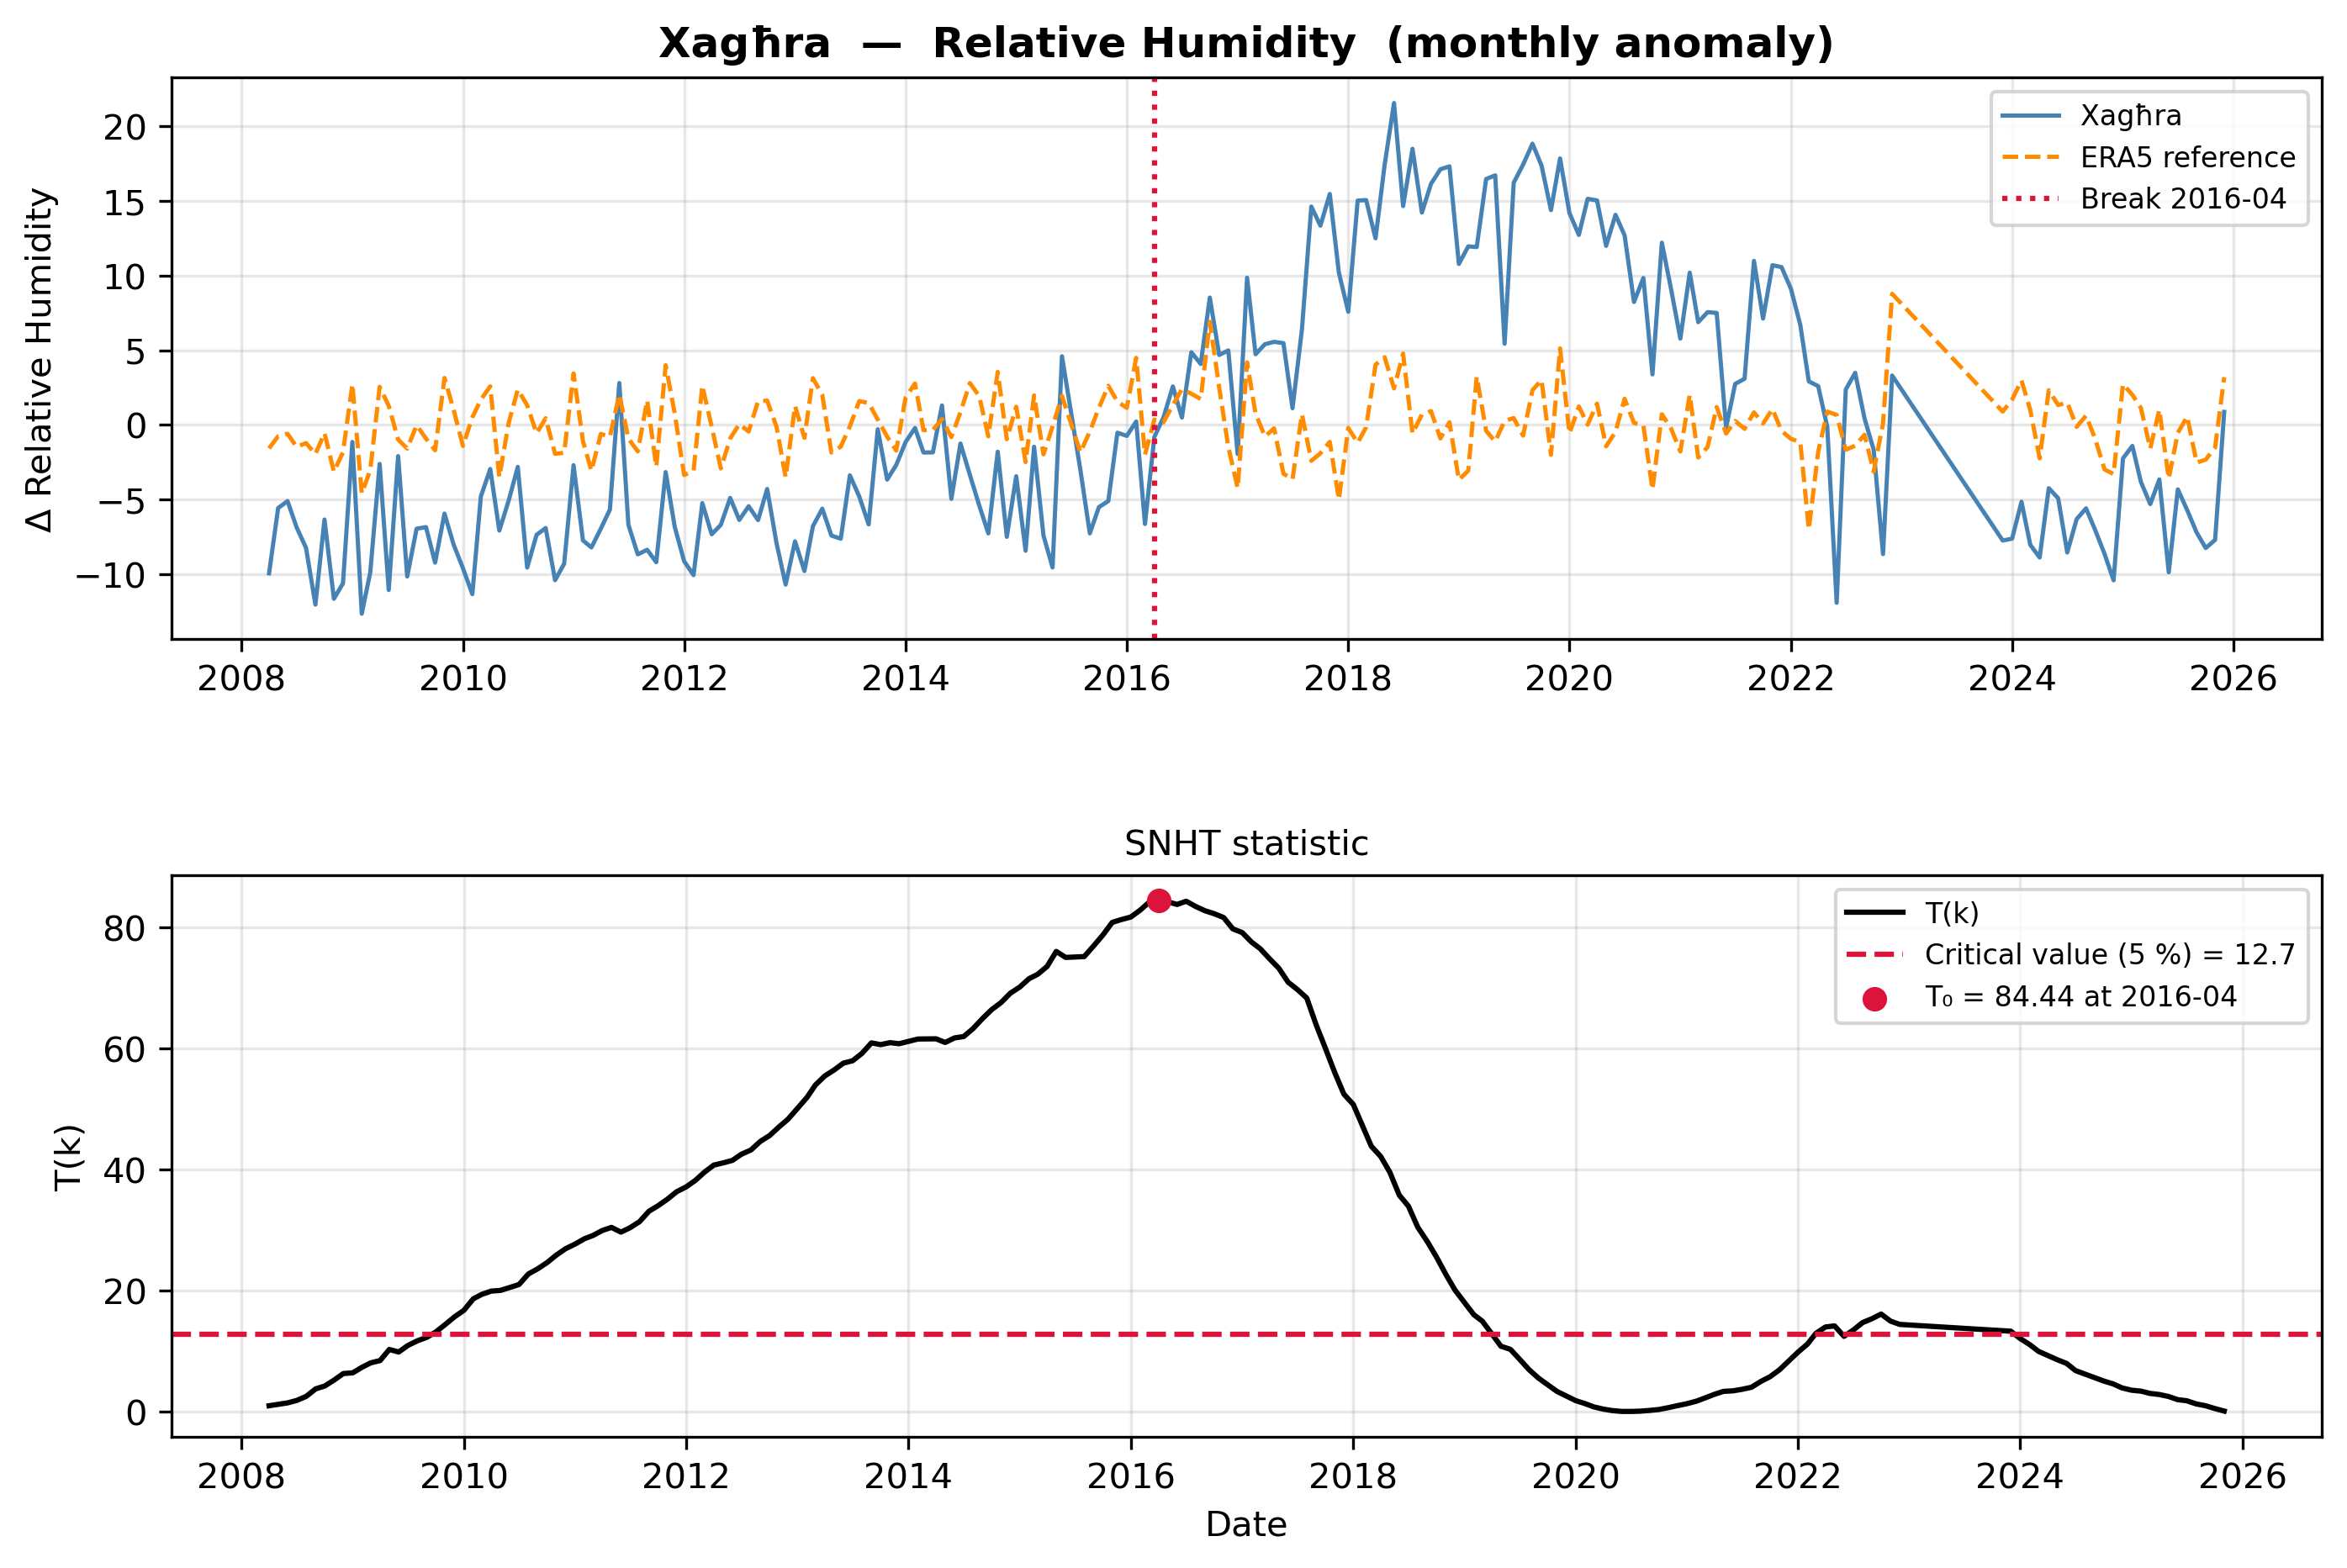 Xagħra — Relative Humidity (monthly anomaly)
Δ Relative Humidity
20
15
10
5
0
−5
−10
Xagħra
ERA5 reference
Break 2016-04
2008 2010 2012 2014 2016 2018 2020 2022 2024 2026
SNHT statistic
T(k)
80
60
40
20
0
T(k)
Critical value (5 %) = 12.7
T₀ = 84.44 at 2016-04
2008 2010 2012 2014 2016 2018 2020 2022 2024 2026
Date